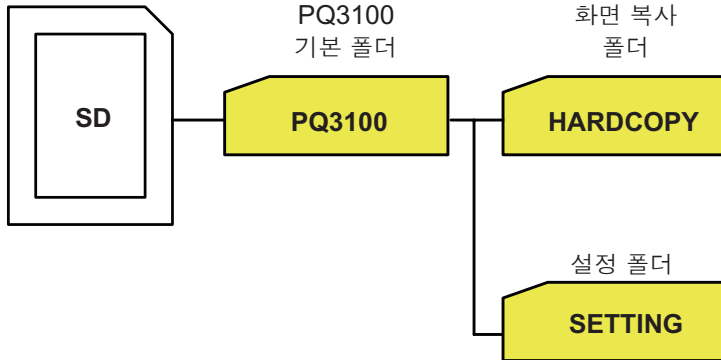 PQ3100
기본 폴더
화면 복사
폴더
SD
PQ3100
HARDCOPY
설정 폴더
SETTING